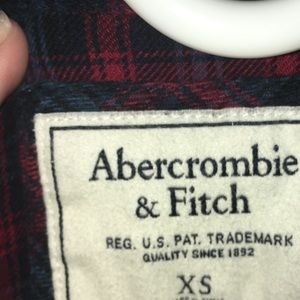 Abercrombie
& Fitch
REG. U.S. PAT. TRADEMARK
QUALITY SINCE 1892
XS